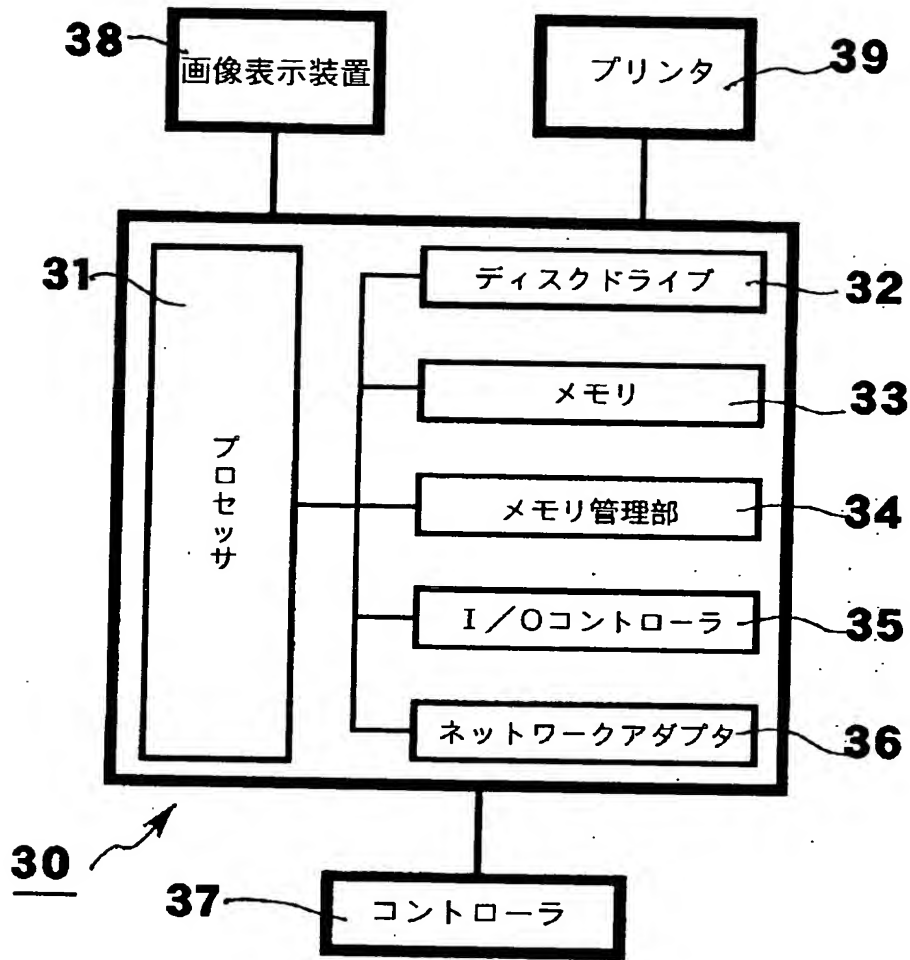 38
画像表示装置
プリンタ
39
31
プロセッサ
ディスクドライブ
32
メモリ
33
メモリ管理部
34
I/Oコントローラ
35
ネットワークアダプタ
36
30
37
コントローラ